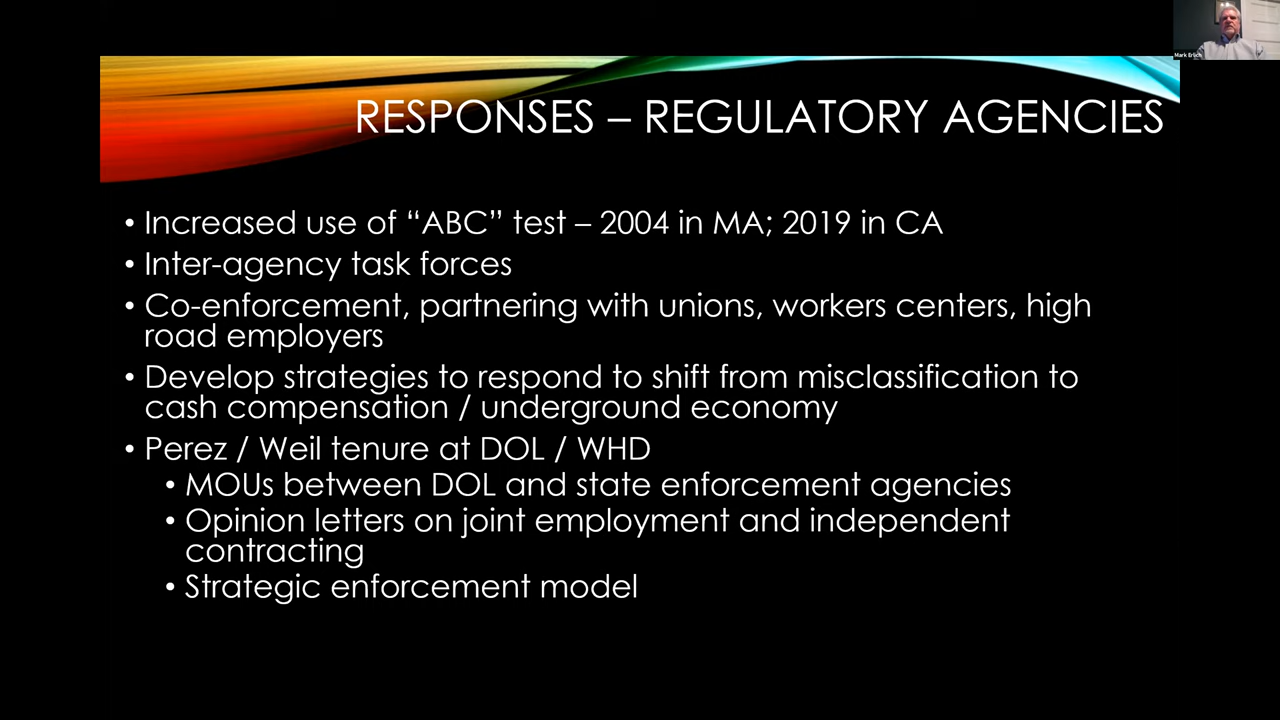 Mark Erlich
RESPONSES – REGULATORY AGENCIES
• Increased use of “ABC” test – 2004 in MA; 2019 in CA
• Inter-agency task forces
• Co-enforcement, partnering with unions, workers centers, high
road employers
• Develop strategies to respond to shift from misclassification to
cash compensation / underground economy
• Perez / Weil tenure at DOL / WHD
• MOUs between DOL and state enforcement agencies
• Opinion letters on joint employment and independent
contracting
• Strategic enforcement model